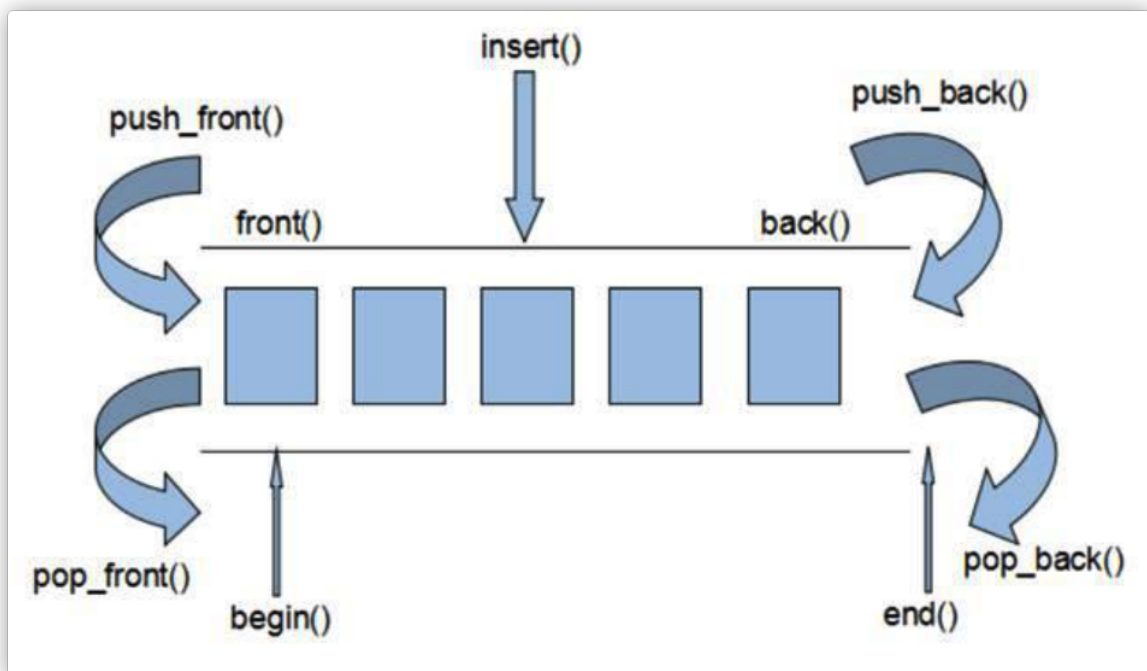 insert()
push_back()
push_front()
front()
back()
pop_front()
pop_back()
begin()
end()